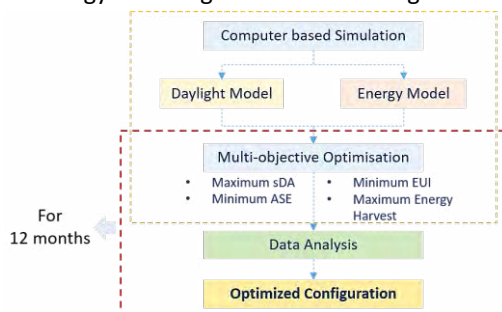 Computer based Simulation
Daylight Model
Energy Model
Multi-objective Optimisation
• Maximum sDA
• Minimum ASE
• Minimum EUI
• Maximum Energy
Harvest
For
12 months
Data Analysis
Optimized Configuration